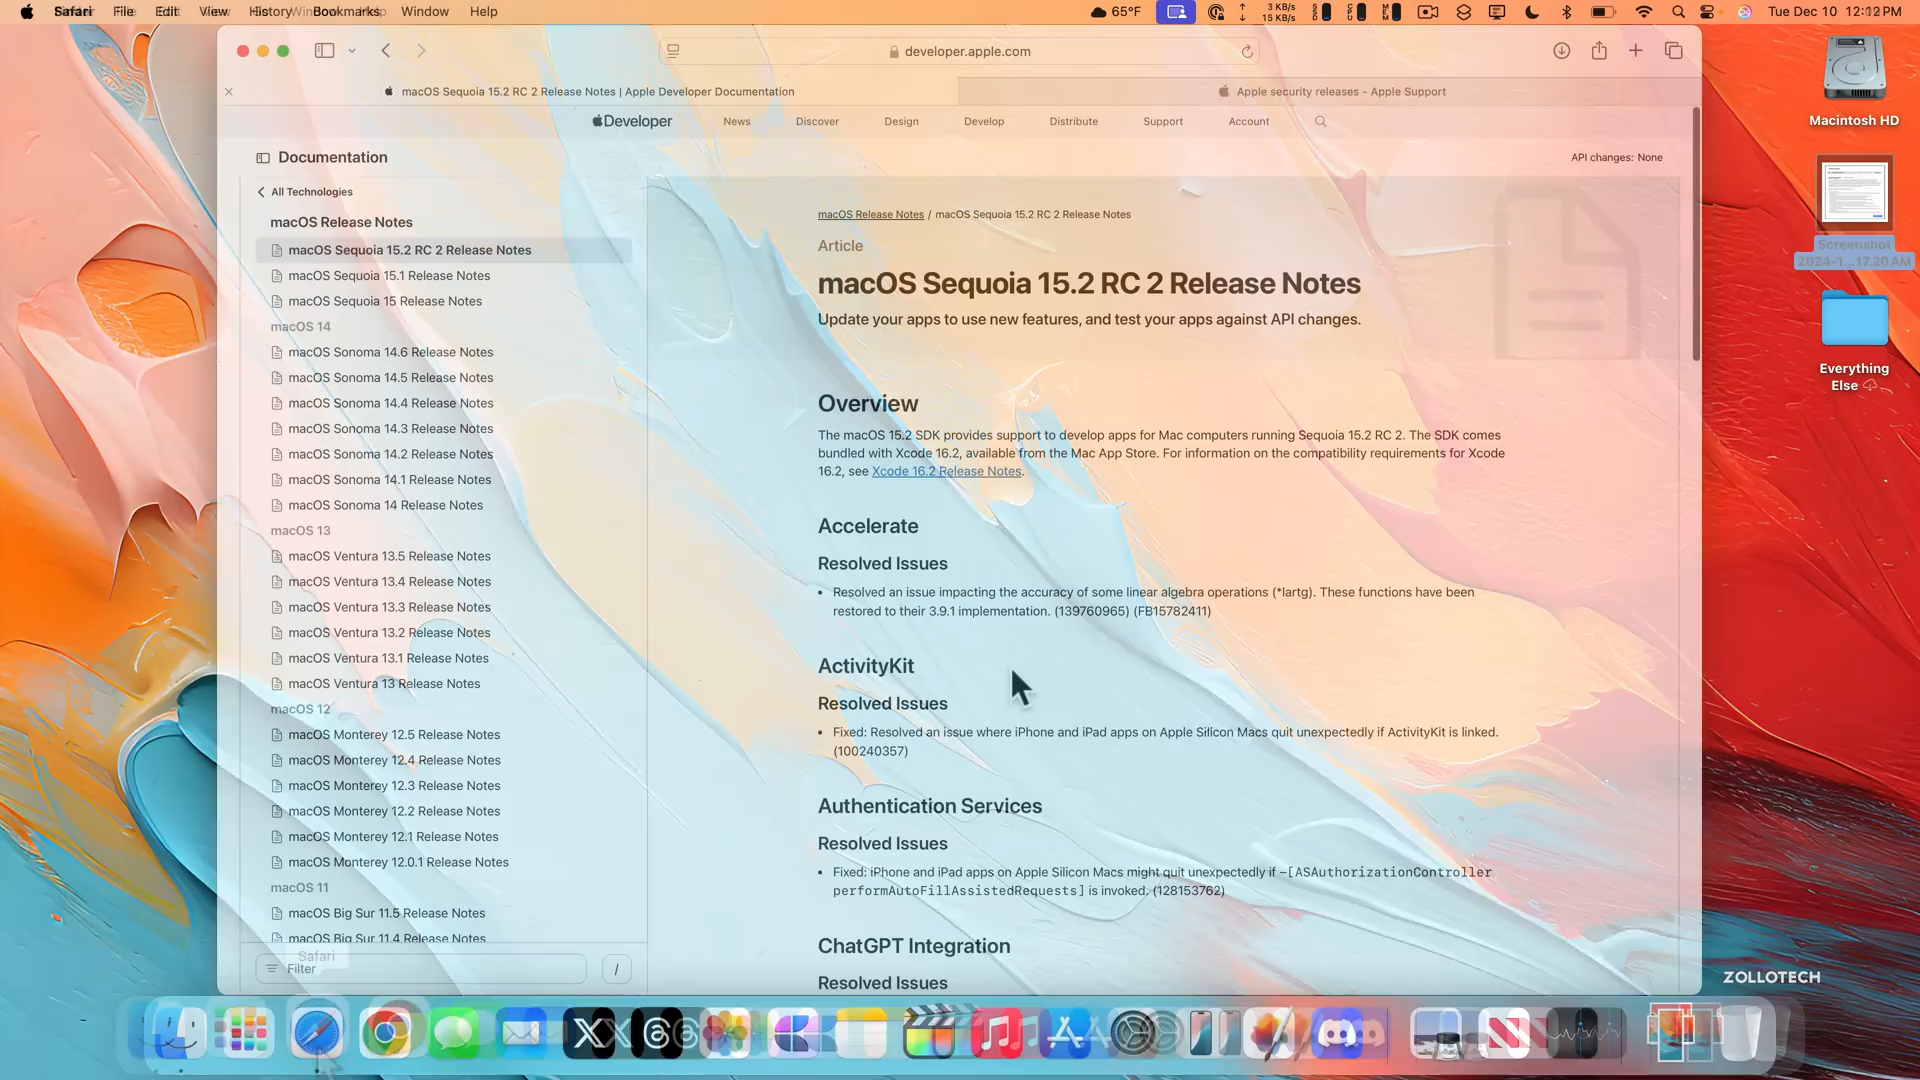 Safari File Edit View History Bookmarks Window Help
65°F
3 KB/s
15 KB/s
Tue Dec 10 12:12 PM
developer.apple.com
macOS Sequoia 15.2 RC 2 Release Notes | Apple Developer Documentation
Apple security releases - Apple Support
Developer News Discover Design Develop Distribute Support Account
Documentation
API changes: None
All Technologies
macOS Release Notes
macOS Sequoia 15.2 RC 2 Release Notes
macOS Sequoia 15.1 Release Notes
macOS Sequoia 15 Release Notes
macOS 14
macOS Sonoma 14.6 Release Notes
macOS Sonoma 14.5 Release Notes
macOS Sonoma 14.4 Release Notes
macOS Sonoma 14.3 Release Notes
macOS Sonoma 14.2 Release Notes
macOS Sonoma 14.1 Release Notes
macOS Sonoma 14 Release Notes
macOS 13
macOS Ventura 13.5 Release Notes
macOS Ventura 13.4 Release Notes
macOS Ventura 13.3 Release Notes
macOS Ventura 13.2 Release Notes
macOS Ventura 13.1 Release Notes
macOS Ventura 13 Release Notes
macOS 12
macOS Monterey 12.5 Release Notes
macOS Monterey 12.4 Release Notes
macOS Monterey 12.3 Release Notes
macOS Monterey 12.2 Release Notes
macOS Monterey 12.1 Release Notes
macOS Monterey 12.0.1 Release Notes
macOS 11
macOS Big Sur 11.5 Release Notes
macOS Big Sur 11.4 Release Notes
Safari
Filter
/
macOS Release Notes / macOS Sequoia 15.2 RC 2 Release Notes
Article
macOS Sequoia 15.2 RC 2 Release Notes
Update your apps to use new features, and test your apps against API changes.
Overview
The macOS 15.2 SDK provides support to develop apps for Mac computers running Sequoia 15.2 RC 2. The SDK comes
bundled with Xcode 16.2, available from the Mac App Store. For information on the compatibility requirements for Xcode
16.2, see Xcode 16.2 Release Notes.
Accelerate
Resolved Issues
• Resolved an issue impacting the accuracy of some linear algebra operations (*lartg). These functions have been
restored to their 3.9.1 implementation. (139760965) (FB15782411)
ActivityKit
Resolved Issues
• Fixed: Resolved an issue where iPhone and iPad apps on Apple Silicon Macs quit unexpectedly if ActivityKit is linked.
(100240357)
Authentication Services
Resolved Issues
• Fixed: iPhone and iPad apps on Apple Silicon Macs might quit unexpectedly if -[ASAuthorizationController
performAutoFillAssistedRequests] is invoked. (128153762)
ChatGPT Integration
Resolved Issues
Macintosh HD
Screenshot
2024-1...17.20 AM
Everything
Else
ZOLLOTECH